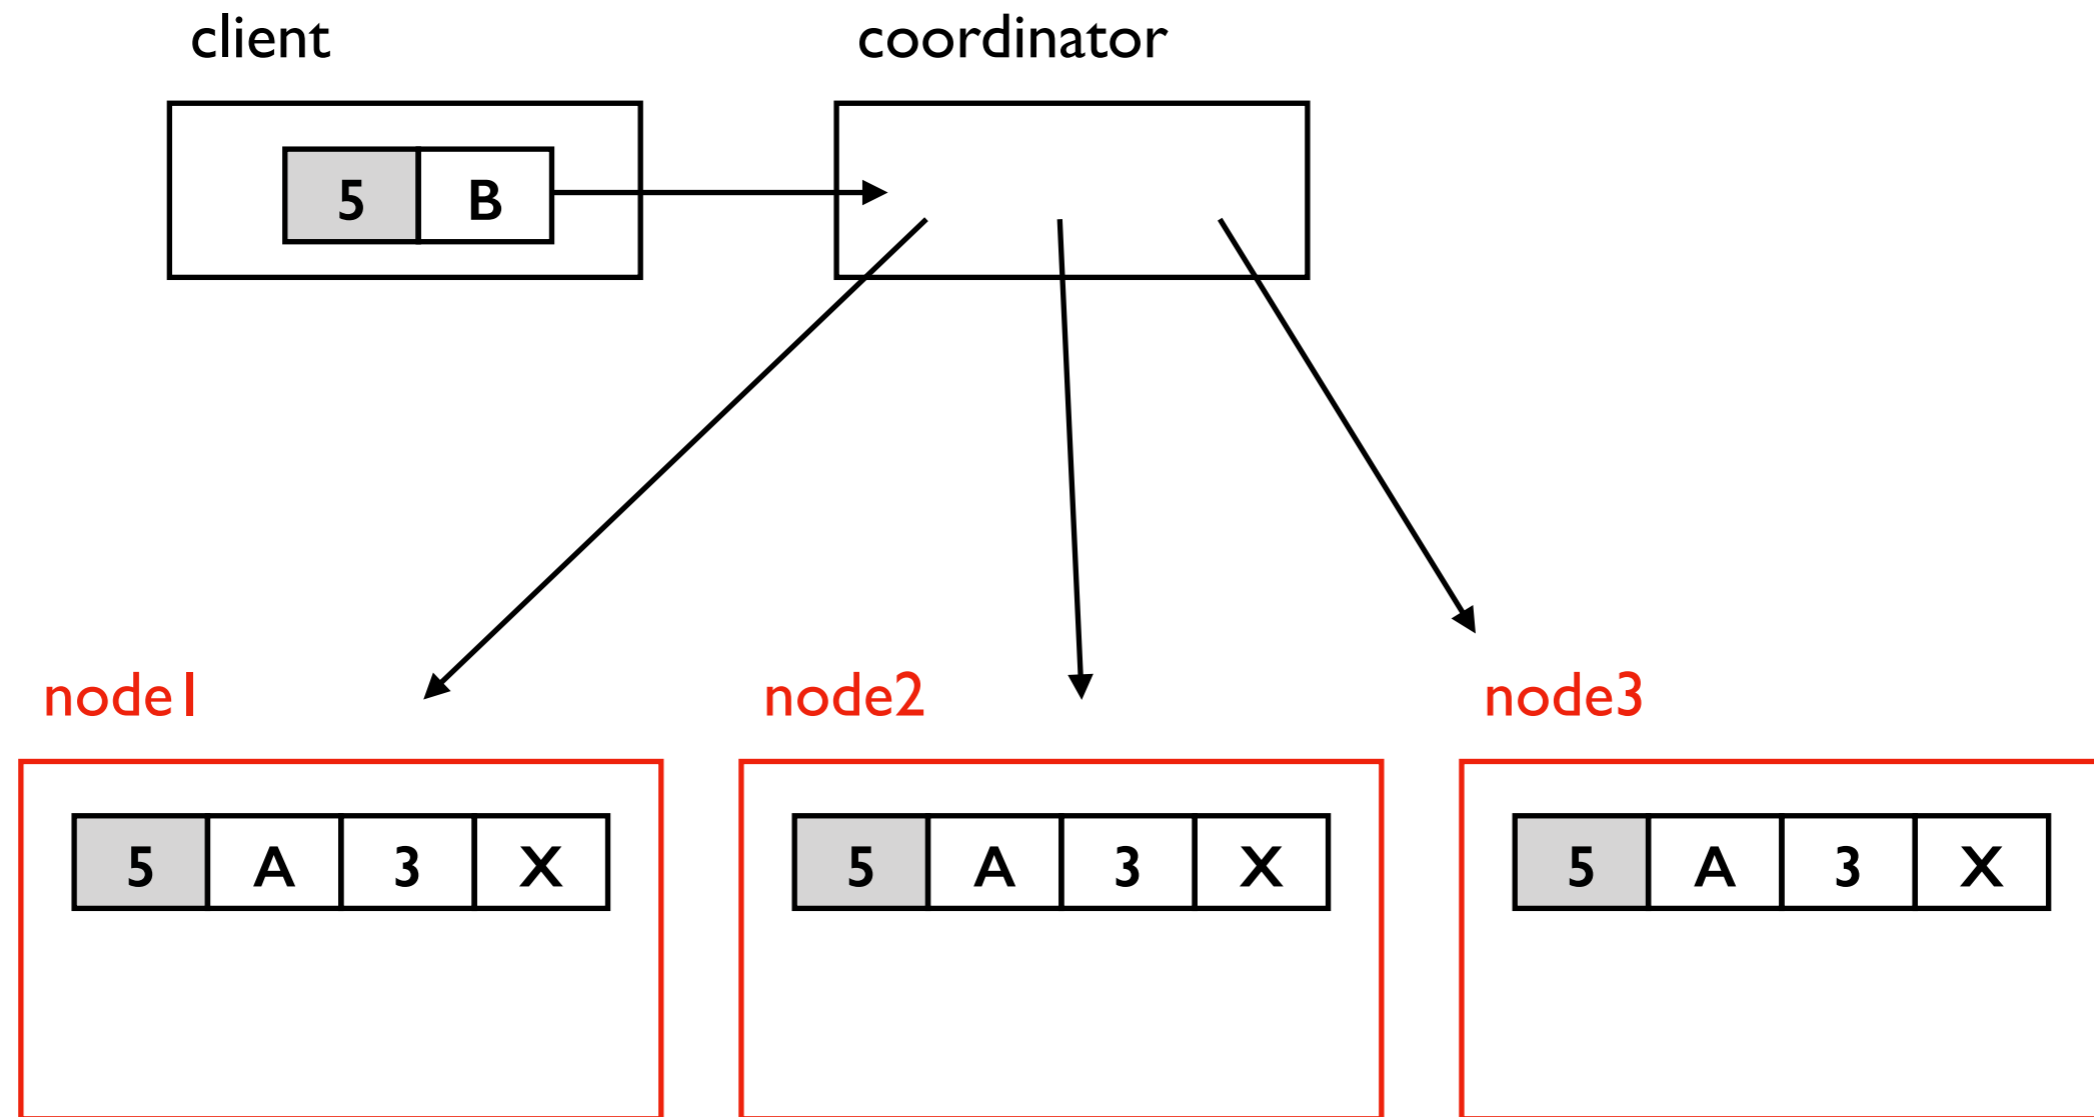 client coordinator
5 B
node1 node2 node3
5 A 3 X 5 A 3 X 5 A 3 X